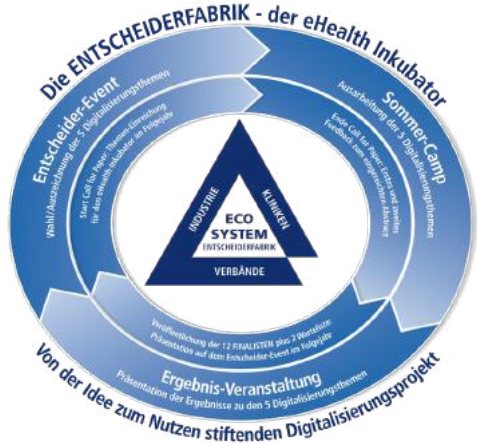 Die ENTSCHEIDERFABRIK - der eHealth Inkubator
Entscheider-Event
Wahl/Auszeichnung der 5 Digitalisierungsthemen
Start Call for Paper: Themen-Einreichung
für den eHealth-Inkubator im Folgejahr
Sommer-Camp
Ausarbeitung der 5 Digitalisierungsthemen
Ende Call for Paper: Erstes und zweites
Feedback zum eingereichten Abstract
INDUSTRIE
KLINIKEN
ECO
SYSTEM
ENTSCHEIDERFABRIK
VERBÄNDE
Veröffentlichung der 12 FINALISTEN plus 2 Warteliste:
Präsentation auf dem Entscheider-Event im Folgejahr
Ergebnis-Veranstaltung
Präsentation der Ergebnisse zu den 5 Digitalisierungsthemen
Von der Idee zum Nutzen stiftenden Digitalisierungsprojekt